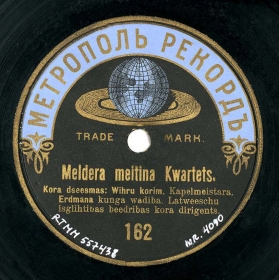 МЕТРОПОЛЬ РЕКОРДЪ
TRADE MARK.
Meldera meitina Kwartets.
Kora dseesmas: Wihru korim, Kapelmeistara,
Erdmana kunga wadiba. Latweeschu
isglihtibas beedribas kora dirigents.
162
RTMM 557438
nr. 4090